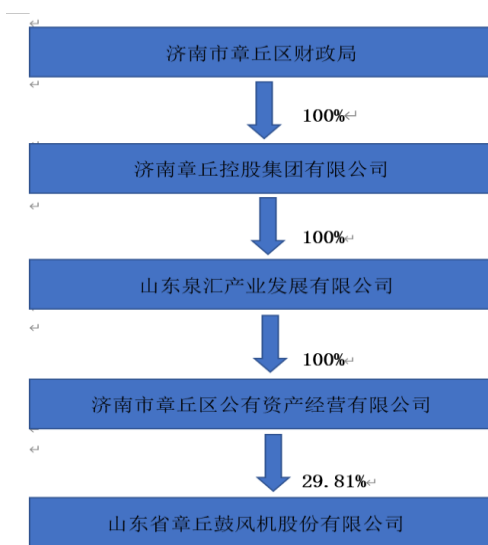 济南市章丘区财政局
100%
济南章丘控股集团有限公司
100%
山东泉汇产业发展有限公司
100%
济南市章丘区公有资产经营有限公司
29.81%
山东省章丘鼓风机股份有限公司